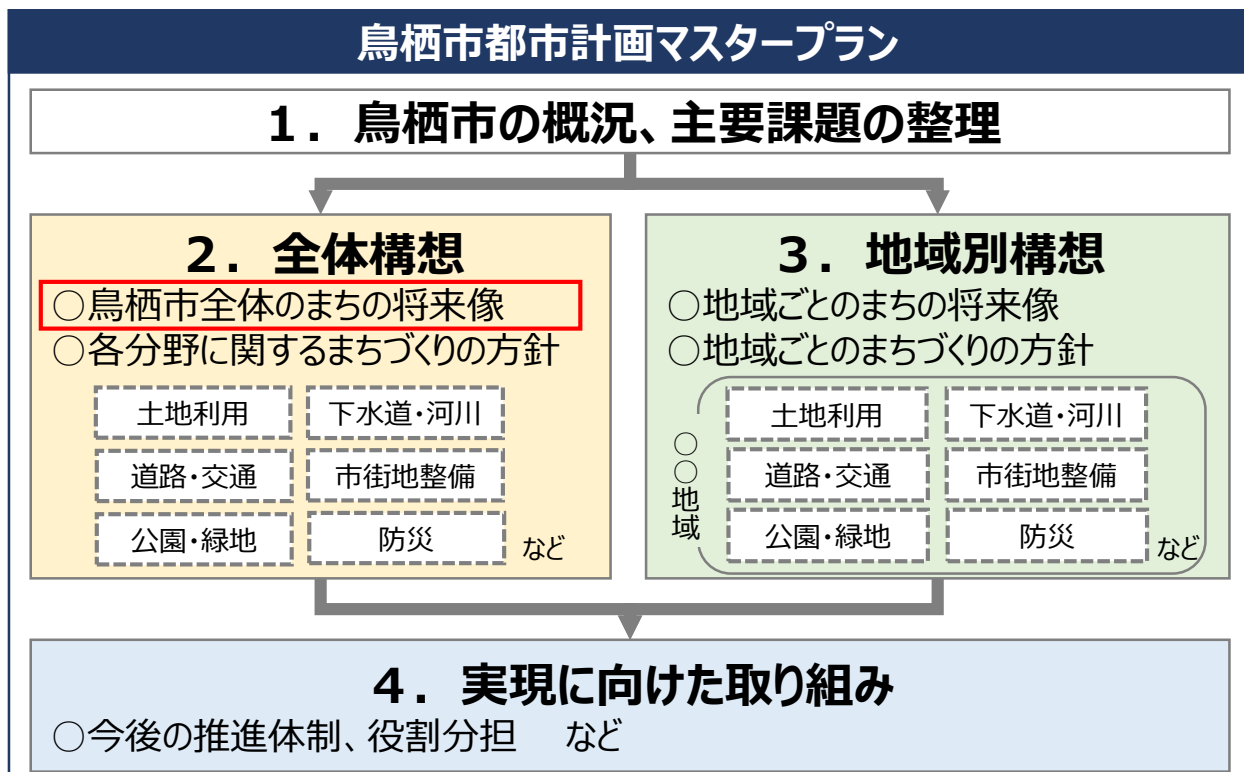 鳥栖市都市計画マスタープラン
1．鳥栖市の概況、主要課題の整理
2．全体構想
○鳥栖市全体のまちの将来像
○各分野に関するまちづくりの方針
土地利用
下水道・河川
道路・交通
市街地整備
公園・緑地
防災
など
3．地域別構想
○地域ごとのまちの将来像
○地域ごとのまちづくりの方針
○○地域
土地利用
下水道・河川
道路・交通
市街地整備
公園・緑地
防災
など
4．実現に向けた取り組み
○今後の推進体制、役割分担　など